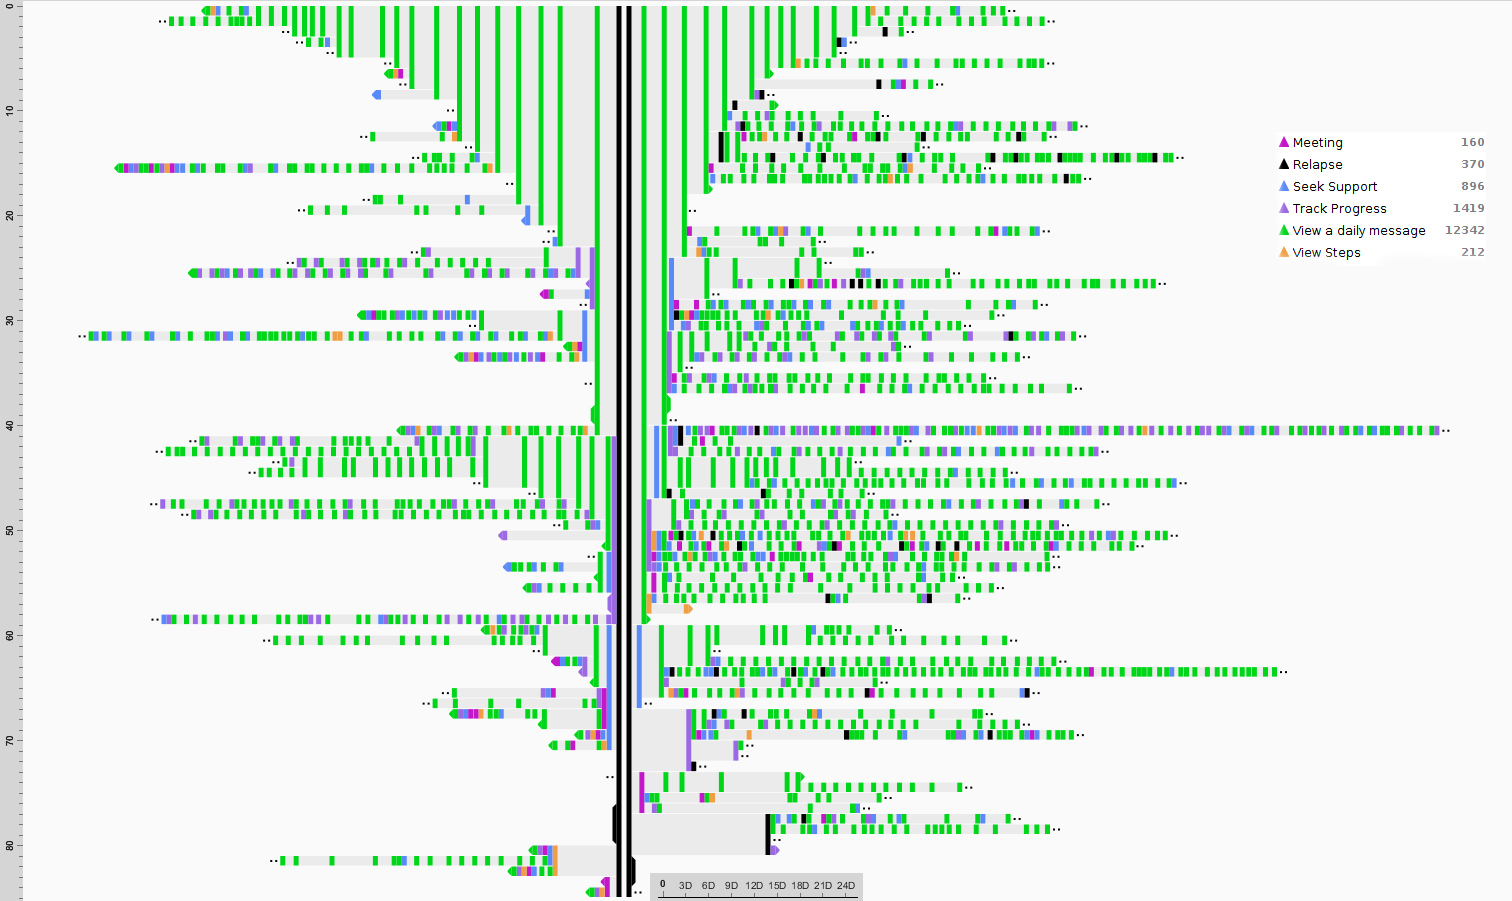 0
10
20
30
40
50
60
70
80
Meeting 160
Relapse 370
Seek Support 896
Track Progress 1419
View a daily message 12342
View Steps 212
0 3D 6D 9D 12D 15D 18D 21D 24D